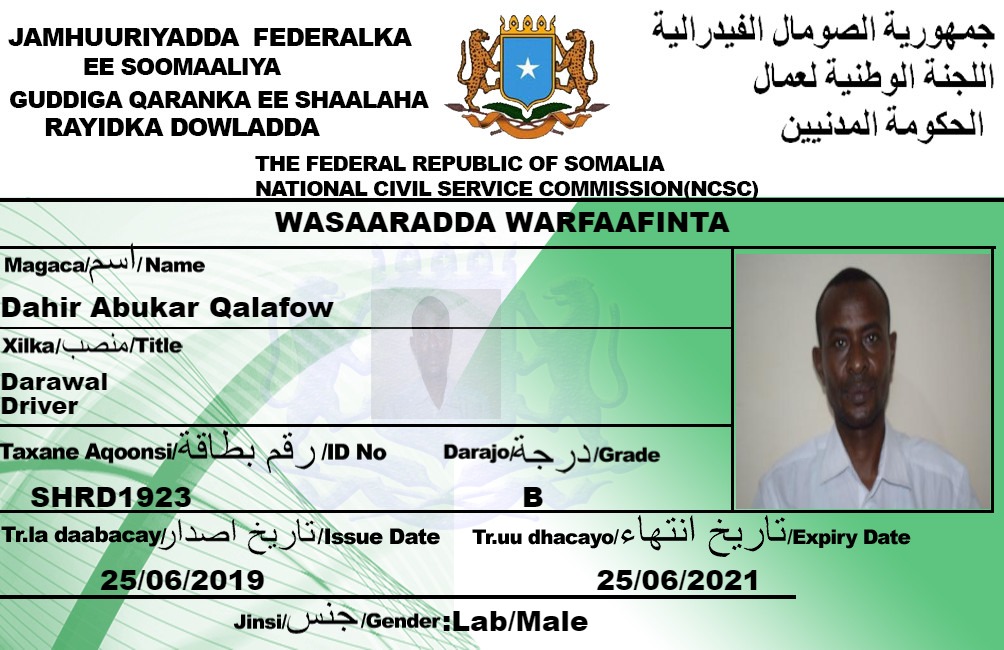 JAMHUURIYADDA FEDERALKA
EE SOOMAALIYA
GUDDIGA QARANKA EE SHAALAHA
RAYIDKA DOWLADDA
جمهورية الصومال الفيدرالية
اللجنة الوطنية لعمال
الحكومة المدنيين
THE FEDERAL REPUBLIC OF SOMALIA
NATIONAL CIVIL SERVICE COMMISSION(NCSC)
WASAARADDA WARFAAFINTA
Magaca/اسم/Name
Dahir Abukar Qalafow
Xilka/منصب/Title
Darawal
Driver
Taxane Aqoonsi/رقم بطاقة/ID No
Darajo/درجة/Grade
SHRD1923
B
Tr.la daabacay/تاريخ اصدار/Issue Date
Tr.uu dhacayo/تاريخ انتهاء/Expiry Date
25/06/2019
25/06/2021
Jinsi/جنس/Gender:Lab/Male